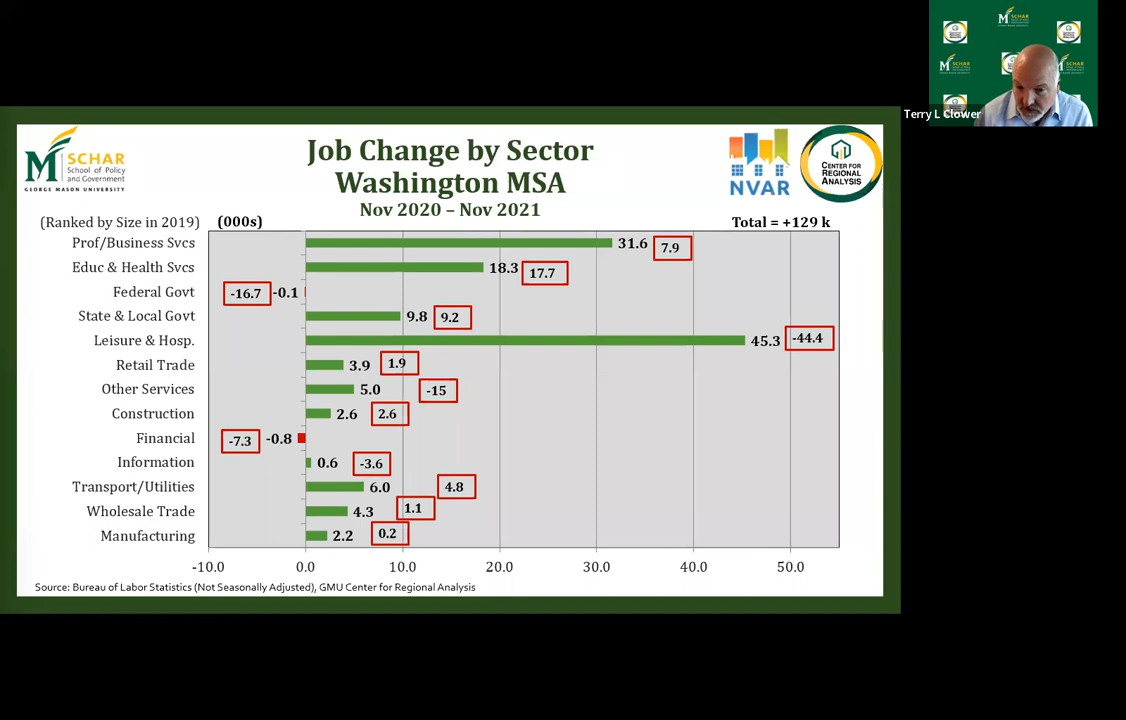 M SCHAR
School of Policy
and Government
GEORGE MASON UNIVERSITY
Job Change by Sector
Washington MSA
Nov 2020 – Nov 2021
NVAR
CENTER FOR
REGIONAL
ANALYSIS
Terry L Clower
(Ranked by Size in 2019) (000s) Total = +129 k
Prof/Business Svcs 31.6 7.9
Educ & Health Svcs 18.3 17.7
Federal Govt -16.7 -0.1
State & Local Govt 9.8 9.2
Leisure & Hosp. 45.3 -44.4
Retail Trade 3.9 1.9
Other Services 5.0 -15
Construction 2.6 2.6
Financial -7.3 -0.8
Information 0.6 -3.6
Transport/Utilities 6.0 4.8
Wholesale Trade 4.3 1.1
Manufacturing 2.2 0.2
-10.0 0.0 10.0 20.0 30.0 40.0 50.0
Source: Bureau of Labor Statistics (Not Seasonally Adjusted), GMU Center for Regional Analysis